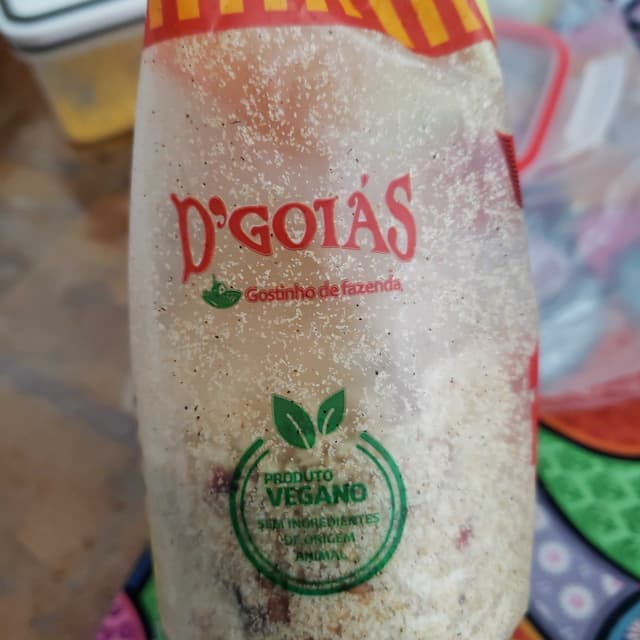 D'GOIÁS
Gostinho de fazenda
PRODUTO
VEGANO
SEM INGREDIENTES
DE ORIGEM
ANIMAL